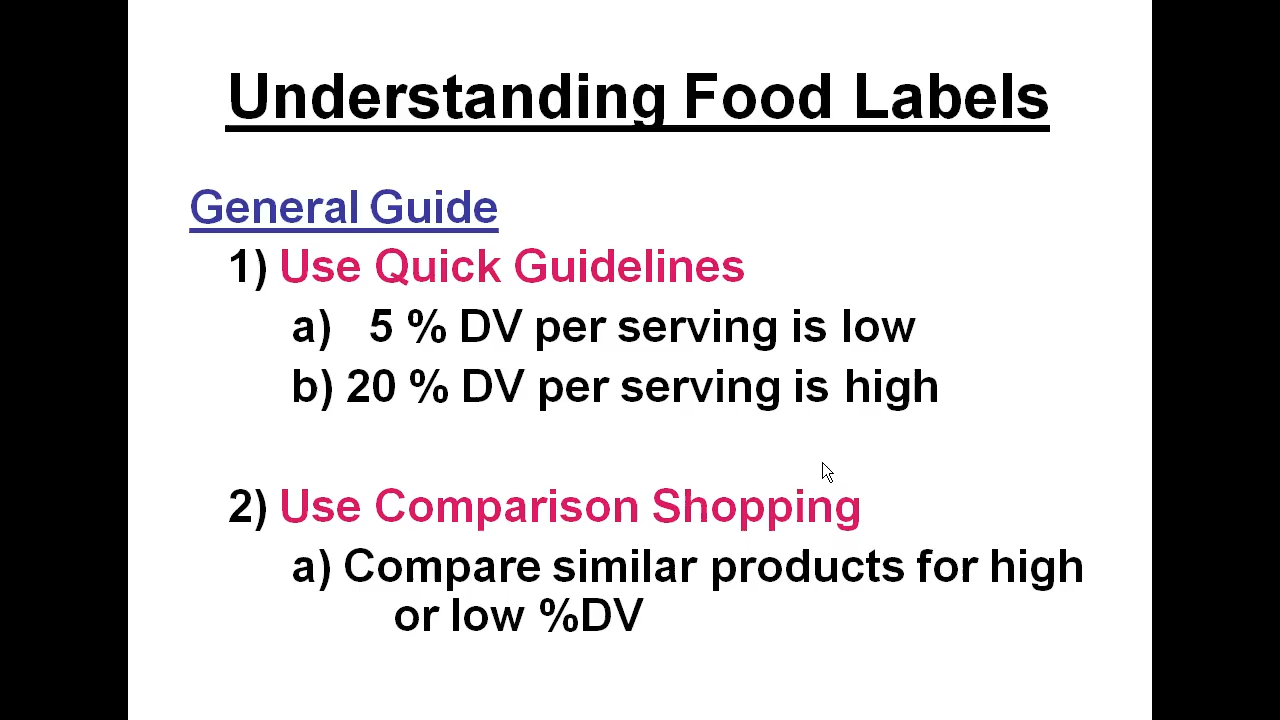 Understanding Food Labels
General Guide
1) Use Quick Guidelines
a) 5 % DV per serving is low
b) 20 % DV per serving is high
2) Use Comparison Shopping
a) Compare similar products for high
or low %DV